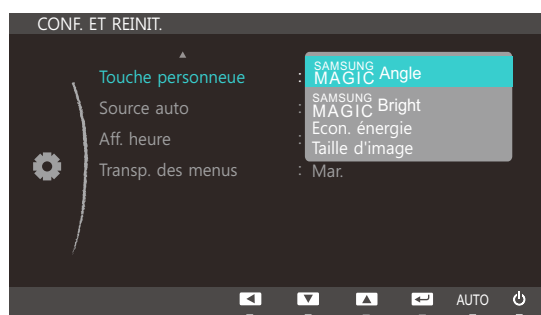 CONF. ET REINIT.
Touche personneue :
SAMSUNG MAGIC Angle
SAMSUNG MAGIC Bright
Econ. énergie
Taille d'image
Source auto :
Aff. heure :
Transp. des menus : Mar.
AUTO